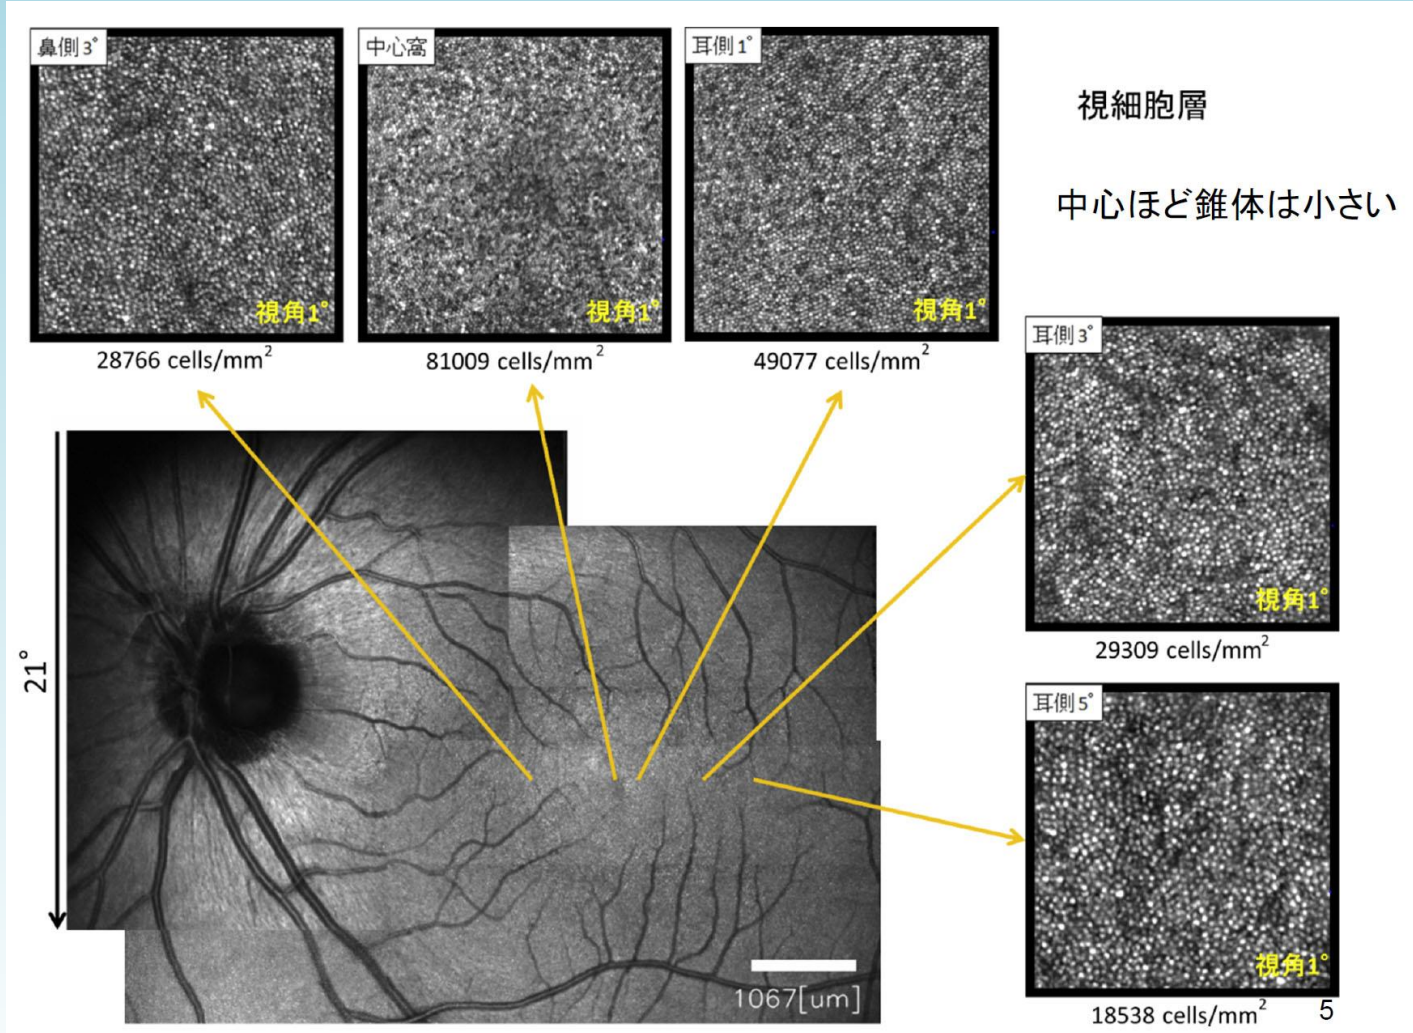 鼻側3°
視角1°
28766 cells/mm²
中心窩
視角1°
81009 cells/mm²
耳側1°
視角1°
49077 cells/mm²
視細胞層
中心ほど錐体は小さい
耳側3°
視角1°
29309 cells/mm²
21°
1067[um]
耳側5°
視角1°
18538 cells/mm²
5